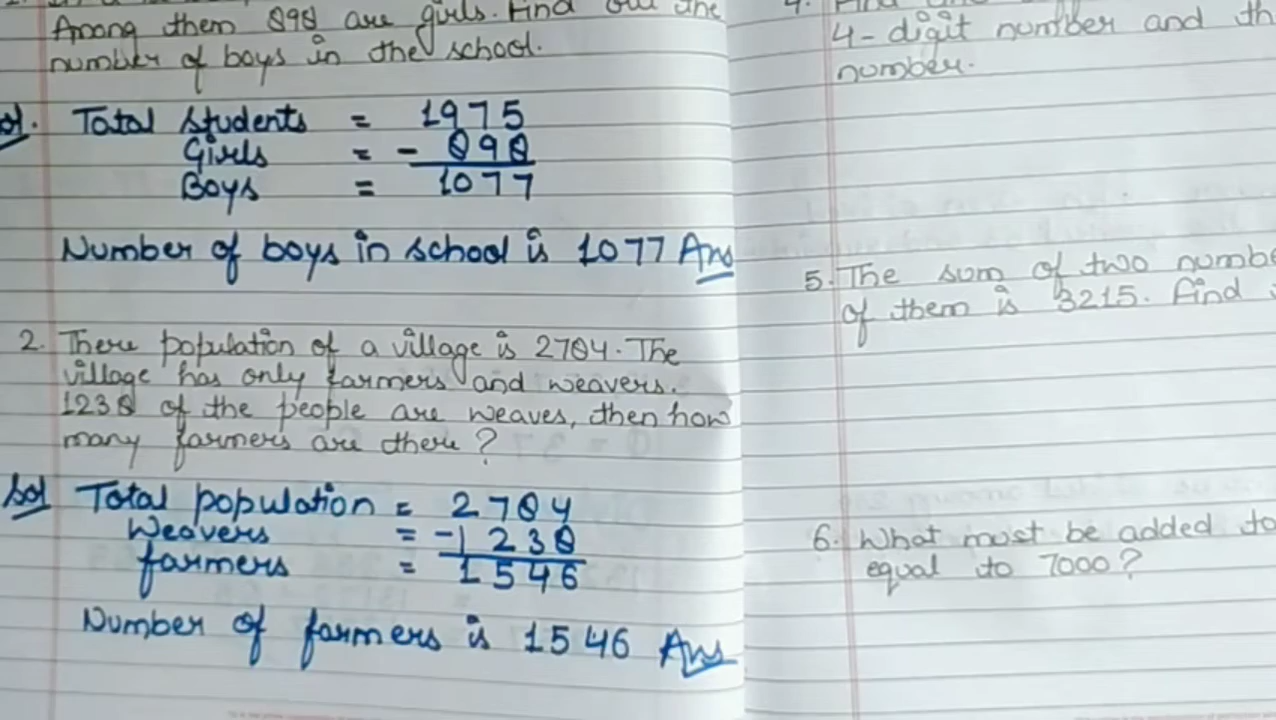 Among them 898 are girls. Find out the
number of boys in the school.
Sol. Total students = 1975
Girls = - 898
Boys = 1077
Number of boys in school is 1077 Ans
2. There population of a village is 2784. The
village has only farmers and weavers.
1238 of the people are weaves, then how
many farmers are there?
Sol Total population = 2784
Weavers = -1238
farmers = 1546
Number of farmers is 1546 Ans
4-digit number and th
number.
5. The sum of two numbe
of them is 3215. Find
6. What must be added to
equal to 7000?